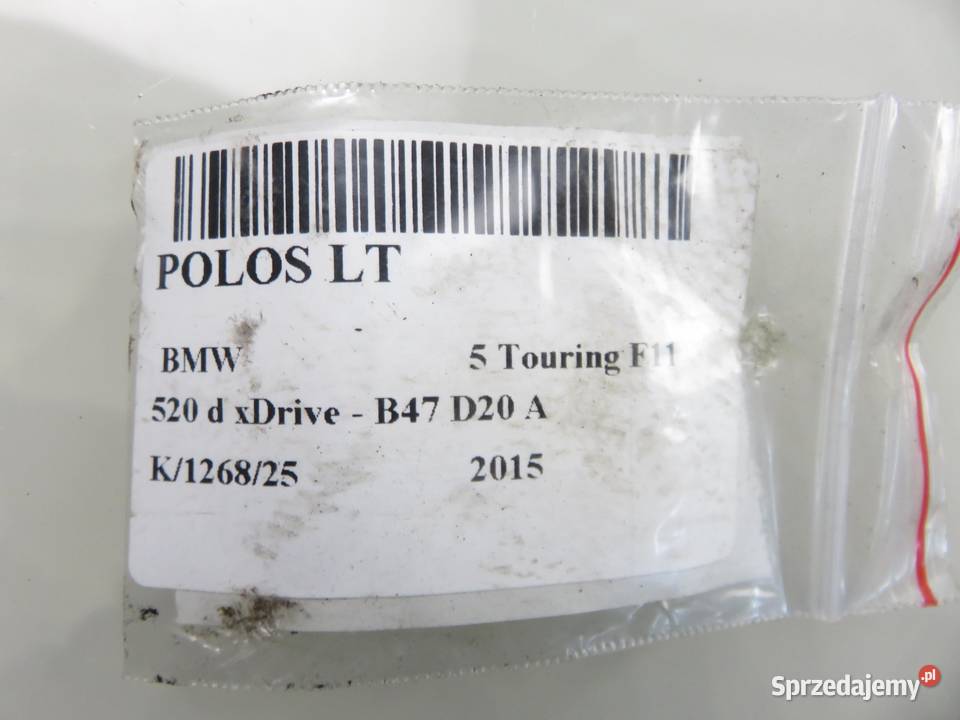 POLOS LT
BMW 5 Touring F11
520 d xDrive - B47 D20 A
K/1268/25 2015
Sprzedajemy.pl